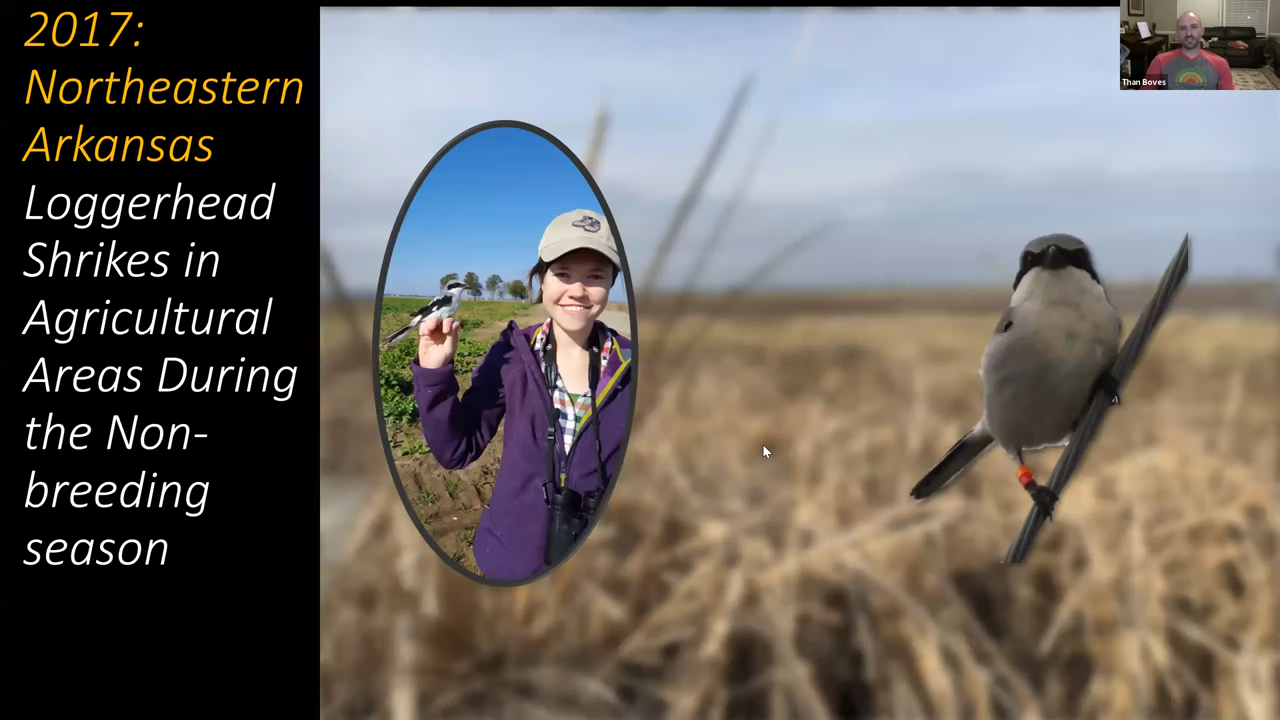 2017:
Northeastern
Arkansas
Loggerhead
Shrikes in
Agricultural
Areas During
the Non-
breeding
season
Than Boves